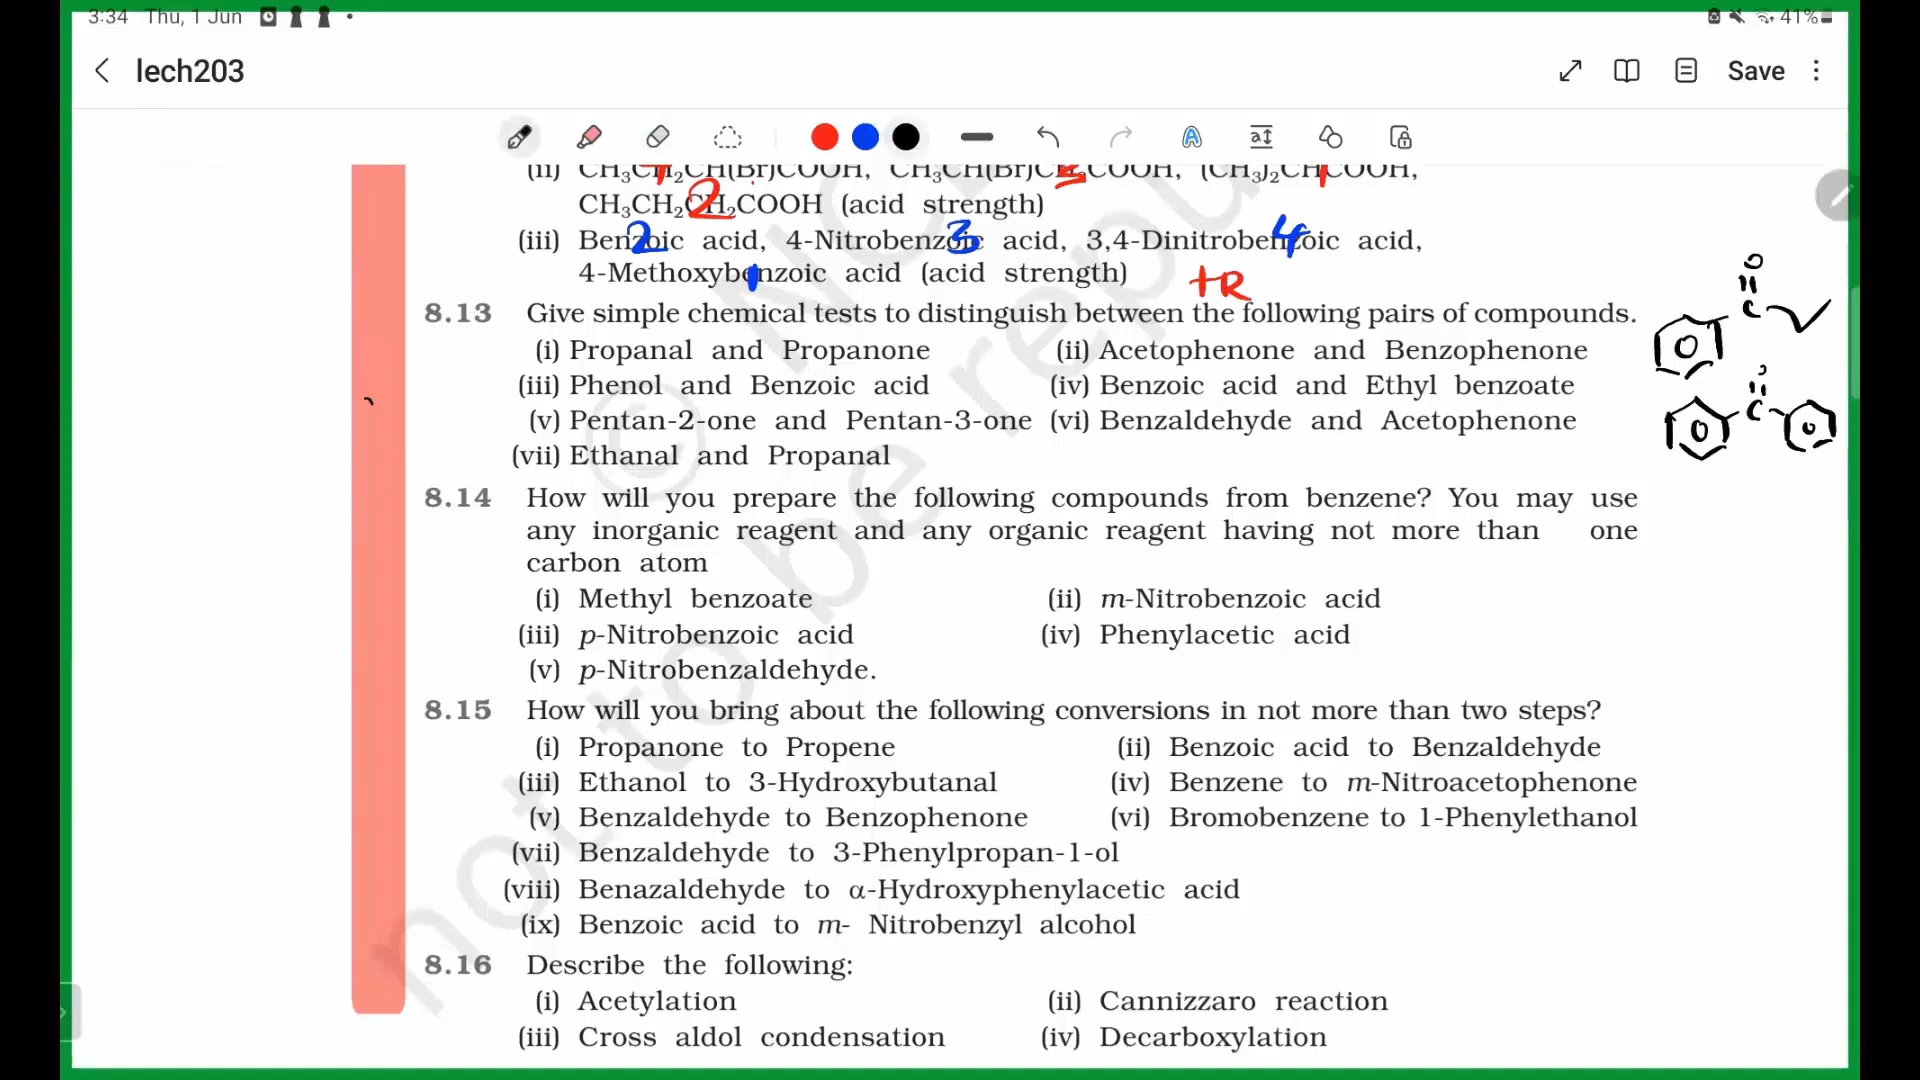 3:34 Thu, 1 Jun
41%
lech203
Save
(ii) CH₃CH₂CH(Br)COOH, CH₃CH(Br)CH₂COOH, (CH₃)₂CHCOOH,
CH₃CH₂CH₂COOH (acid strength)
2
(iii) Benzoic acid, 4-Nitrobenzoic acid, 3,4-Dinitrobenzoic acid,
2 3 4
4-Methoxybenzoic acid (acid strength)
1 +R
8.13 Give simple chemical tests to distinguish between the following pairs of compounds.
(i) Propanal and Propanone (ii) Acetophenone and Benzophenone
(iii) Phenol and Benzoic acid (iv) Benzoic acid and Ethyl benzoate
(v) Pentan-2-one and Pentan-3-one (vi) Benzaldehyde and Acetophenone
(vii) Ethanal and Propanal
O
C
C
8.14 How will you prepare the following compounds from benzene? You may use
any inorganic reagent and any organic reagent having not more than one
carbon atom
(i) Methyl benzoate (ii) m-Nitrobenzoic acid
(iii) p-Nitrobenzoic acid (iv) Phenylacetic acid
(v) p-Nitrobenzaldehyde.
8.15 How will you bring about the following conversions in not more than two steps?
(i) Propanone to Propene (ii) Benzoic acid to Benzaldehyde
(iii) Ethanol to 3-Hydroxybutanal (iv) Benzene to m-Nitroacetophenone
(v) Benzaldehyde to Benzophenone (vi) Bromobenzene to 1-Phenylethanol
(vii) Benzaldehyde to 3-Phenylpropan-1-ol
(viii) Benazaldehyde to α-Hydroxyphenylacetic acid
(ix) Benzoic acid to m- Nitrobenzyl alcohol
8.16 Describe the following:
(i) Acetylation (ii) Cannizzaro reaction
(iii) Cross aldol condensation (iv) Decarboxylation
not to be repu
© NC